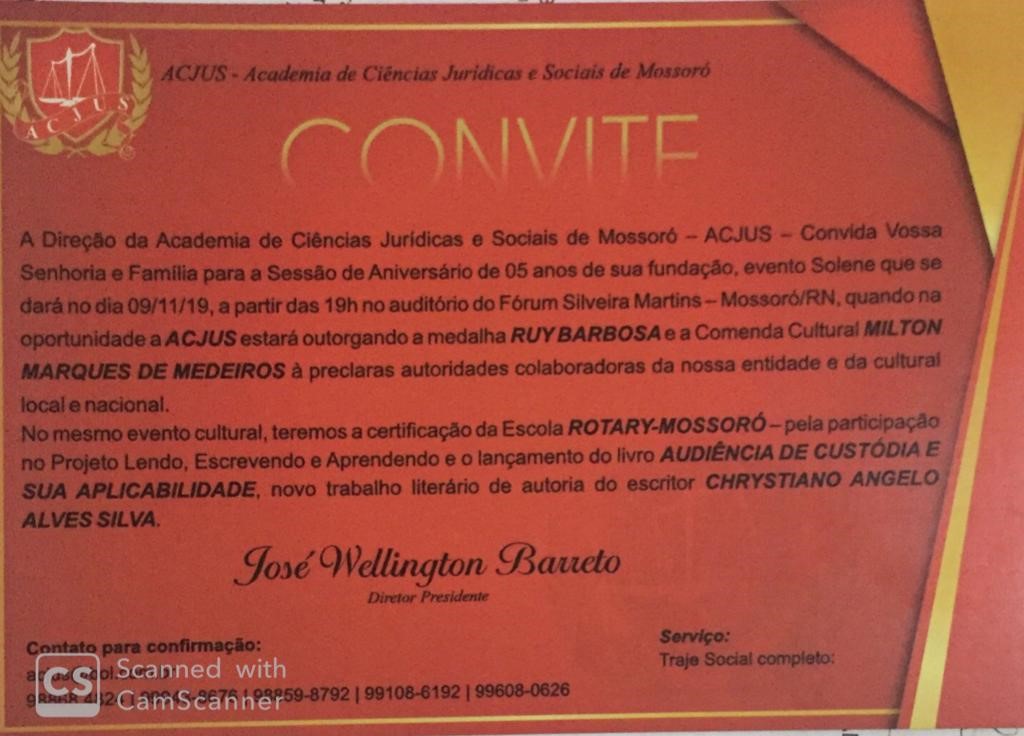 ACJUS
ACJUS - Academia de Ciências Jurídicas e Sociais de Mossoró
CONVITE
A Direção da Academia de Ciências Jurídicas e Sociais de Mossoró – ACJUS – Convida Vossa
Senhoria e Família para a Sessão de Aniversário de 05 anos de sua fundação, evento Solene que se
dará no dia 09/11/19, a partir das 19h no auditório do Fórum Silveira Martins – Mossoró/RN, quando na
oportunidade a ACJUS estará outorgando a medalha RUY BARBOSA e a Comenda Cultural MILTON
MARQUES DE MEDEIROS à preclaras autoridades colaboradoras da nossa entidade e da cultural
local e nacional.
No mesmo evento cultural, teremos a certificação da Escola ROTARY-MOSSORÓ – pela participação
no Projeto Lendo, Escrevendo e Aprendendo e o lançamento do livro AUDIÊNCIA DE CUSTÓDIA E
SUA APLICABILIDADE, novo trabalho literário de autoria do escritor CHRYSTIANO ANGELO
ALVES SILVA.
José Wellington Barreto
Diretor Presidente
Contato para confirmação:
| 98859-8792 | 99108-6192 | 99608-0626
Serviço:
Traje Social completo:
CS Scanned with
CamScanner